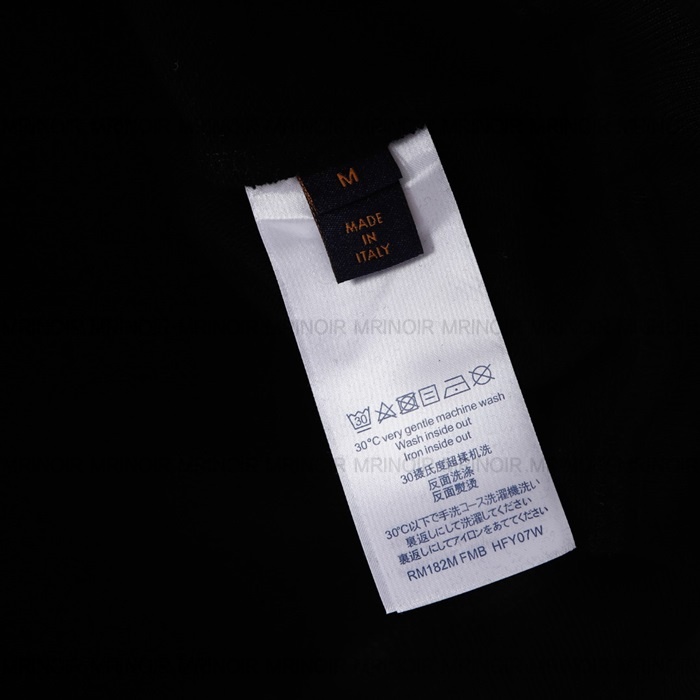 M
MADE
IN
ITALY
MRINOIR MRINOIR MRINOIR
30
30°C very gentle machine wash
Wash inside out
Iron inside out
MRINOIR MRINOIR MRINOIR
30摄氏度超揉机洗
反面洗涤
反面熨烫
30℃以下で手洗コース洗濯機洗い
裏返しにして洗濯してください
裏返しにしてアイロンをあててください
RM182M FMB HFY07W